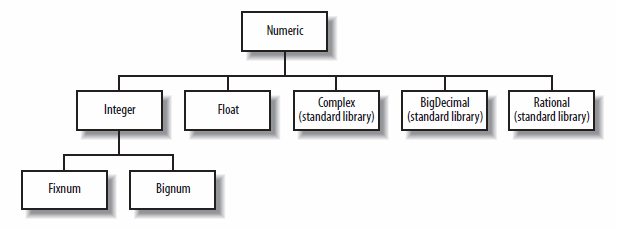 Numeric
Integer
Float
Complex
(standard library)
BigDecimal
(standard library)
Rational
(standard library)
Fixnum
Bignum